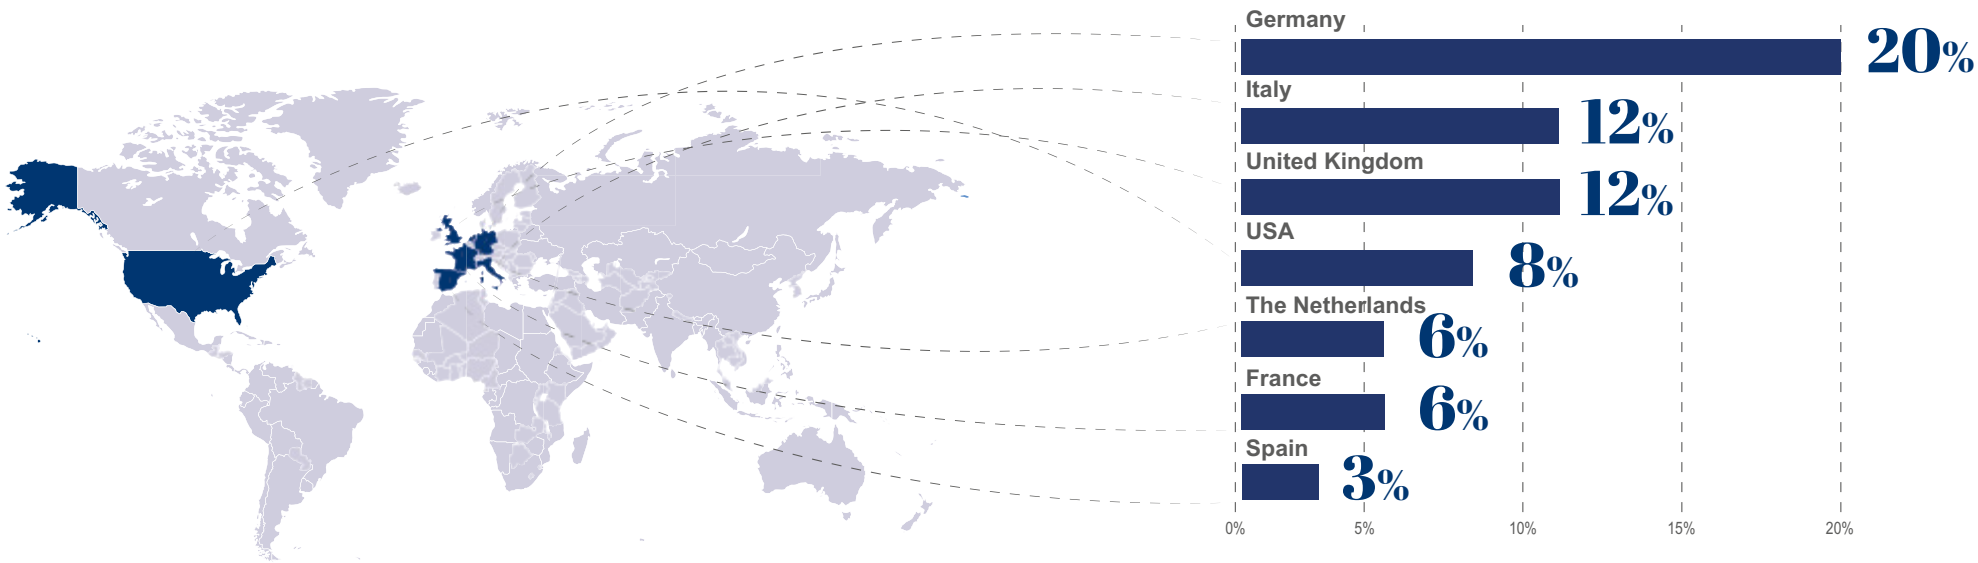 Germany
20%
Italy
12%
United Kingdom
12%
USA
8%
The Netherlands
6%
France
6%
Spain
3%
0% 5% 10% 15% 20%